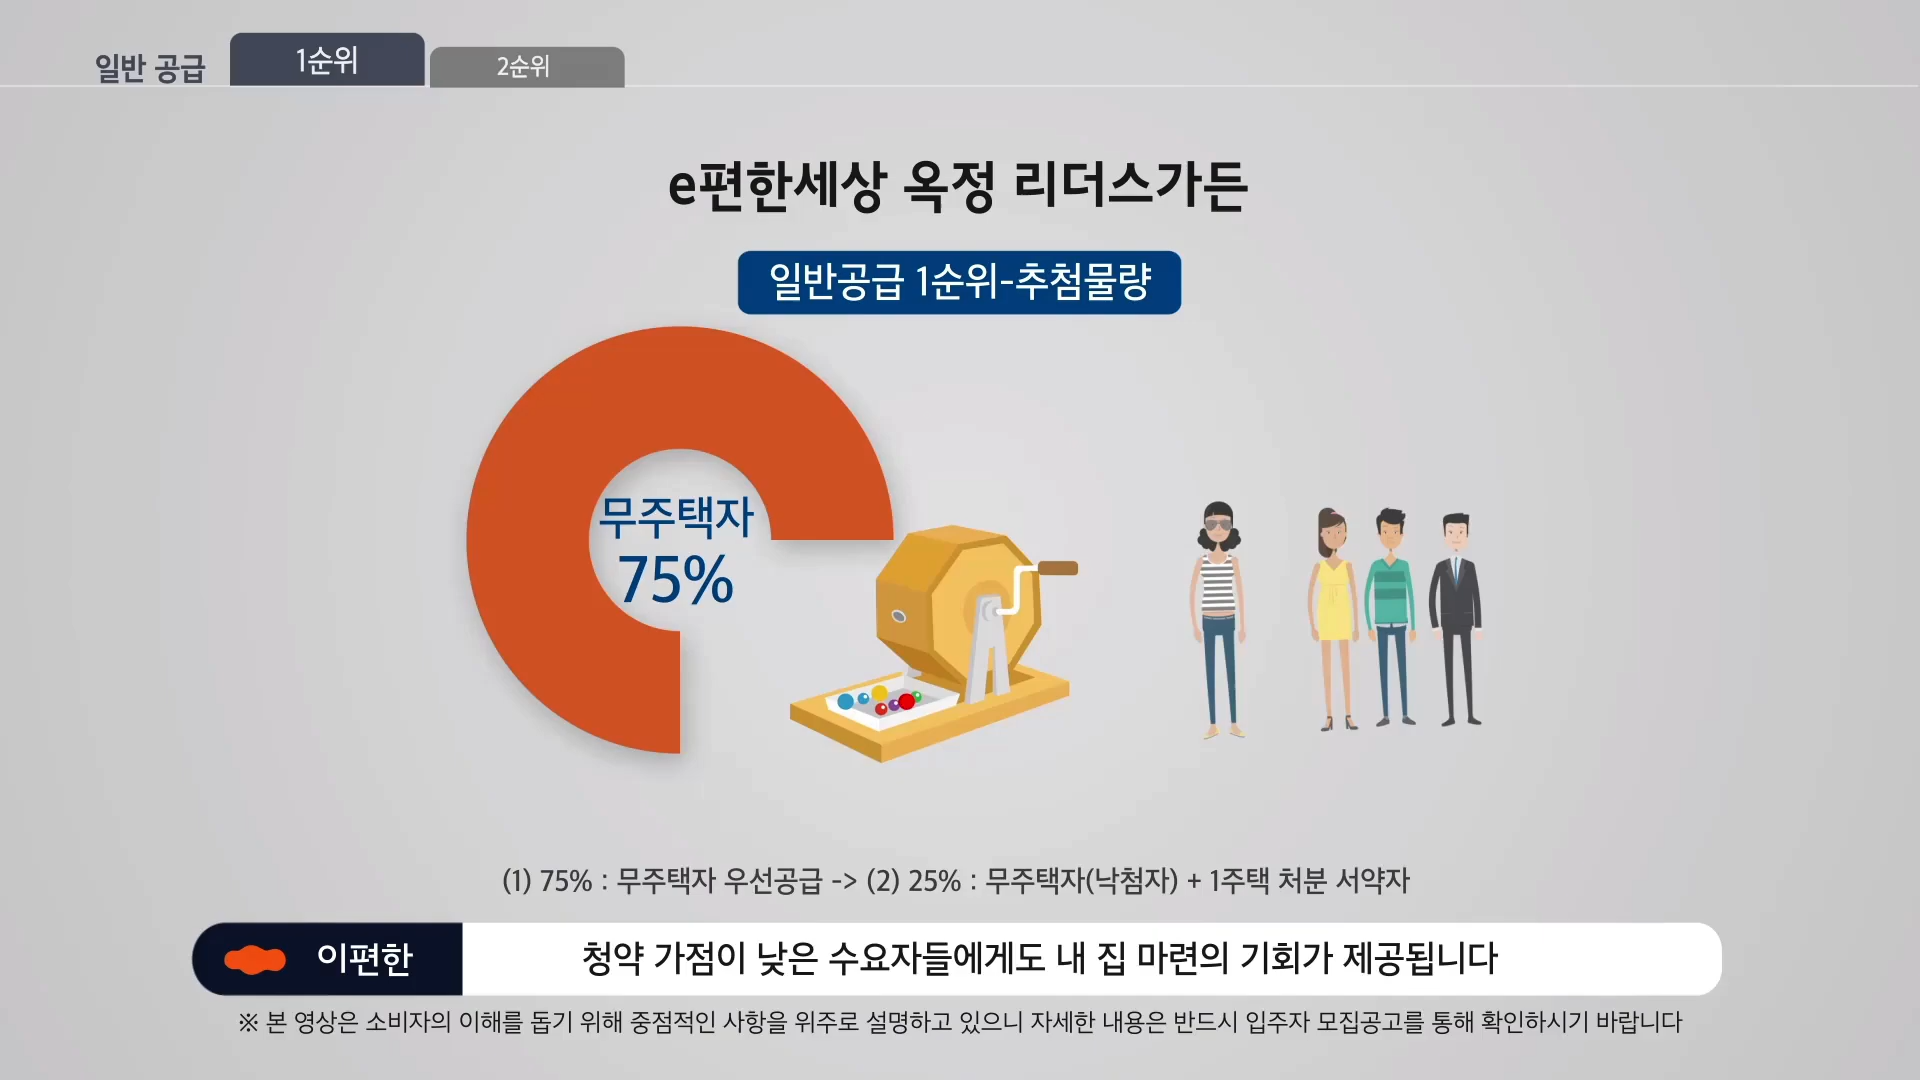 일반 공급
1순위
2순위
e편한세상 옥정 리더스가든
일반공급 1순위-추첨물량
무주택자
75%
(1) 75% : 무주택자 우선공급 -> (2) 25% : 무주택자(낙첨자) + 1주택 처분 서약자
이편한
청약 가점이 낮은 수요자들에게도 내 집 마련의 기회가 제공됩니다
※ 본 영상은 소비자의 이해를 돕기 위해 중점적인 사항을 위주로 설명하고 있으니 자세한 내용은 반드시 입주자 모집공고를 통해 확인하시기 바랍니다